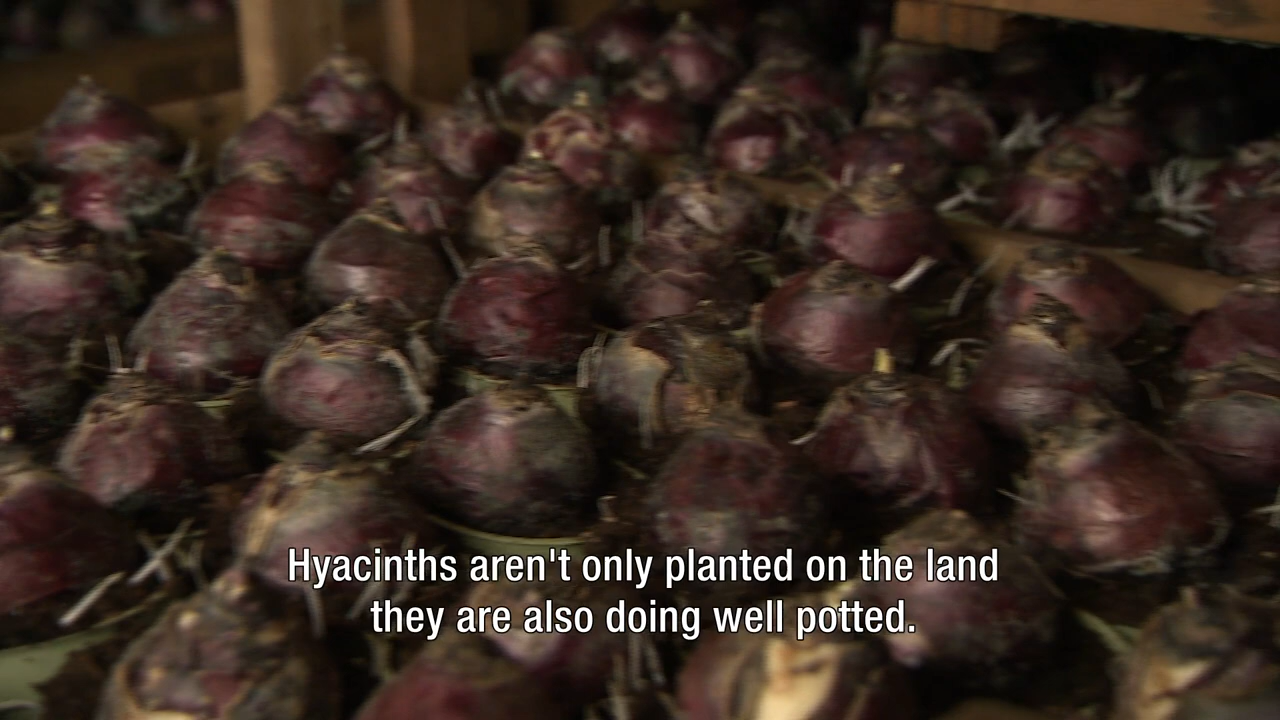 Hyacinths aren't only planted on the land
they are also doing well potted.